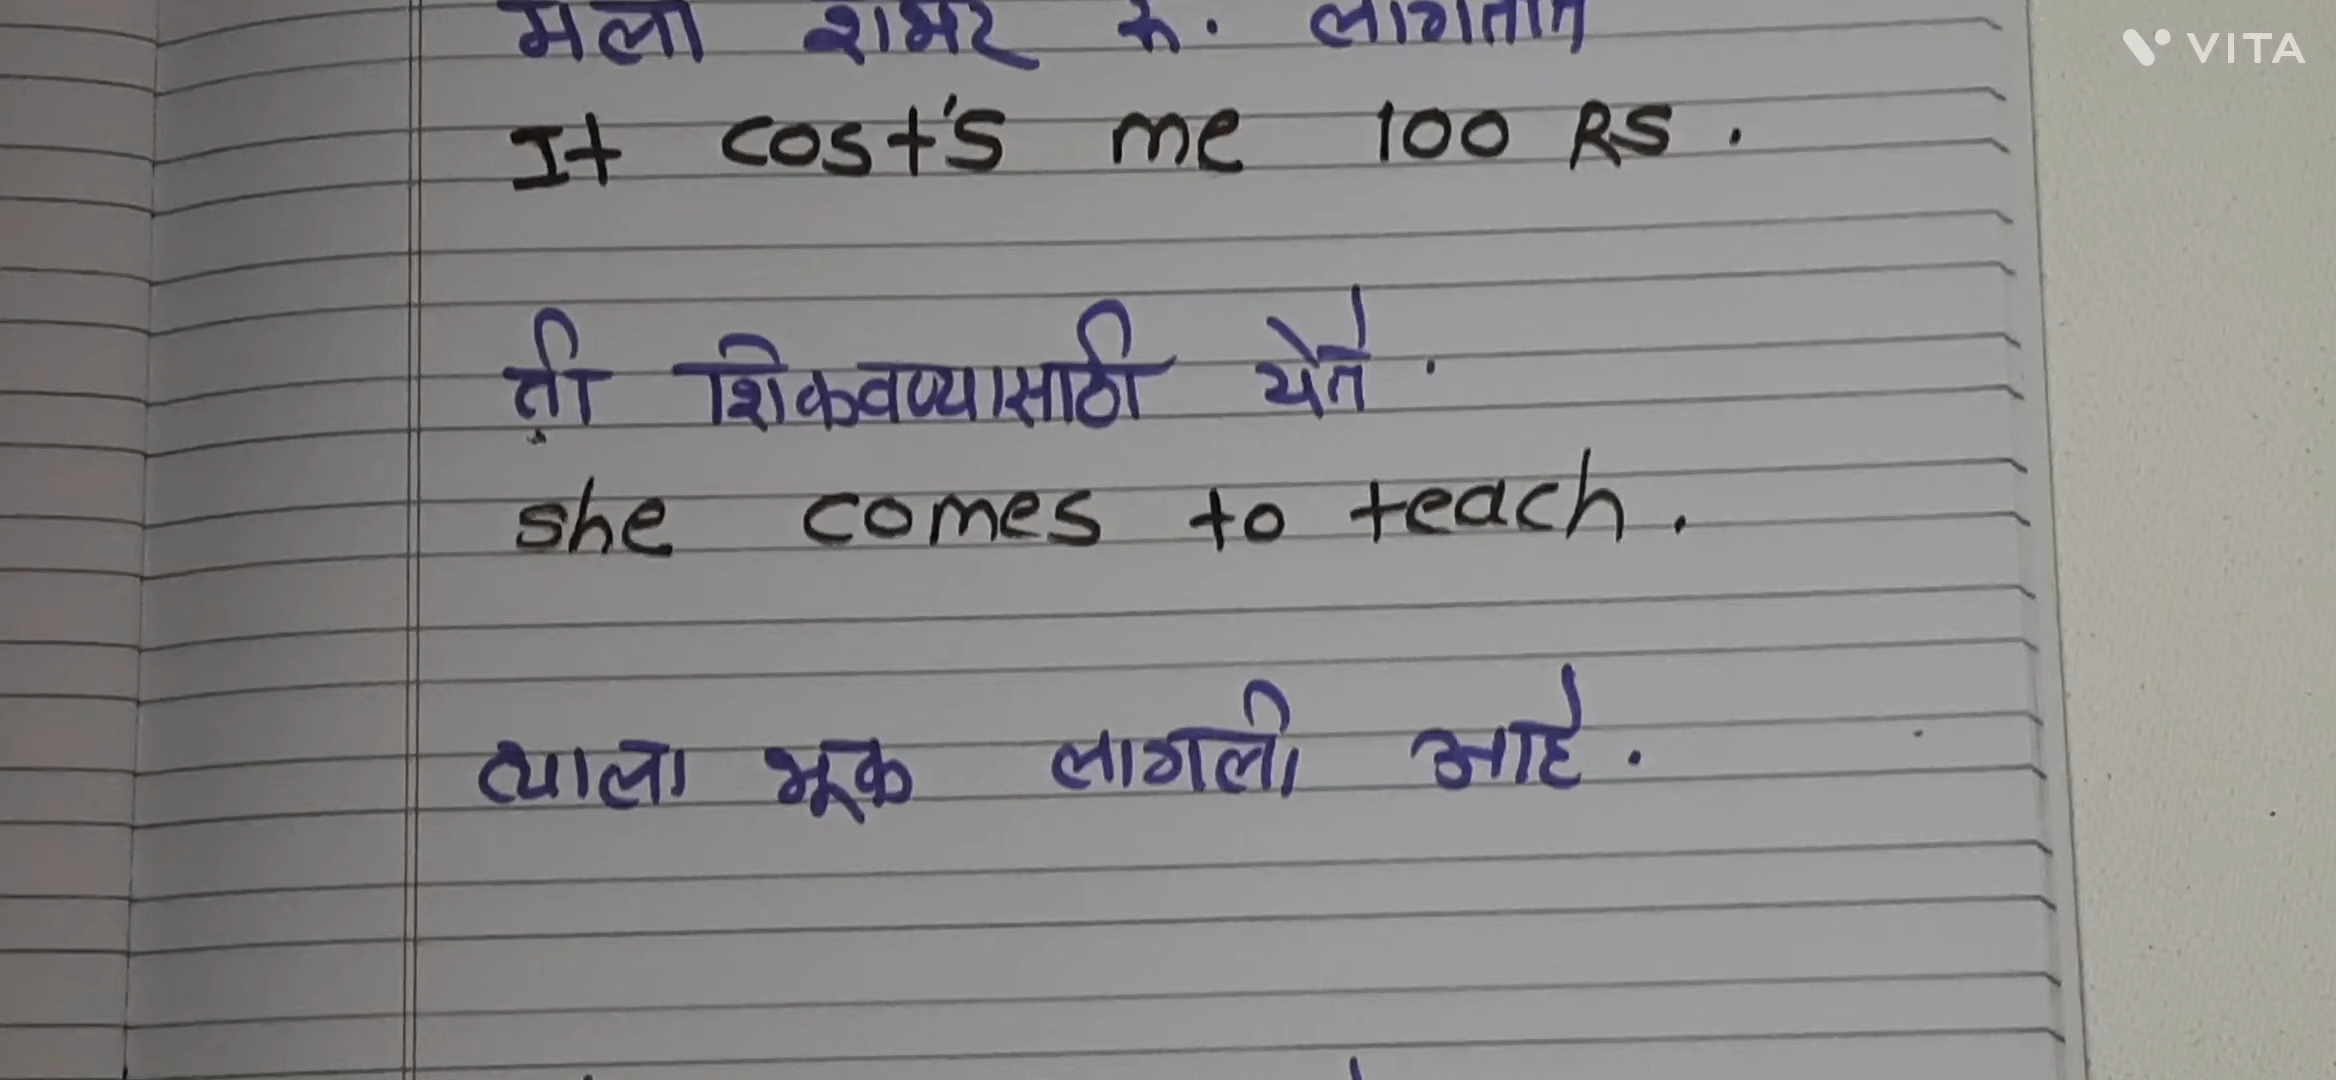 मला शंभर रु. लागतात
VITA
It cost's me 100 RS.
ती शिकवण्यासाठी येते.
she comes to teach.
त्याला भूक लागली आहे.